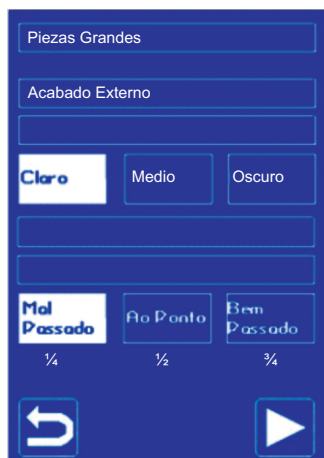 Piezas Grandes
Acabado Externo
Claro Medio Oscuro
Mal Passado Ao Ponto Bem Passado
¼ ½ ¾